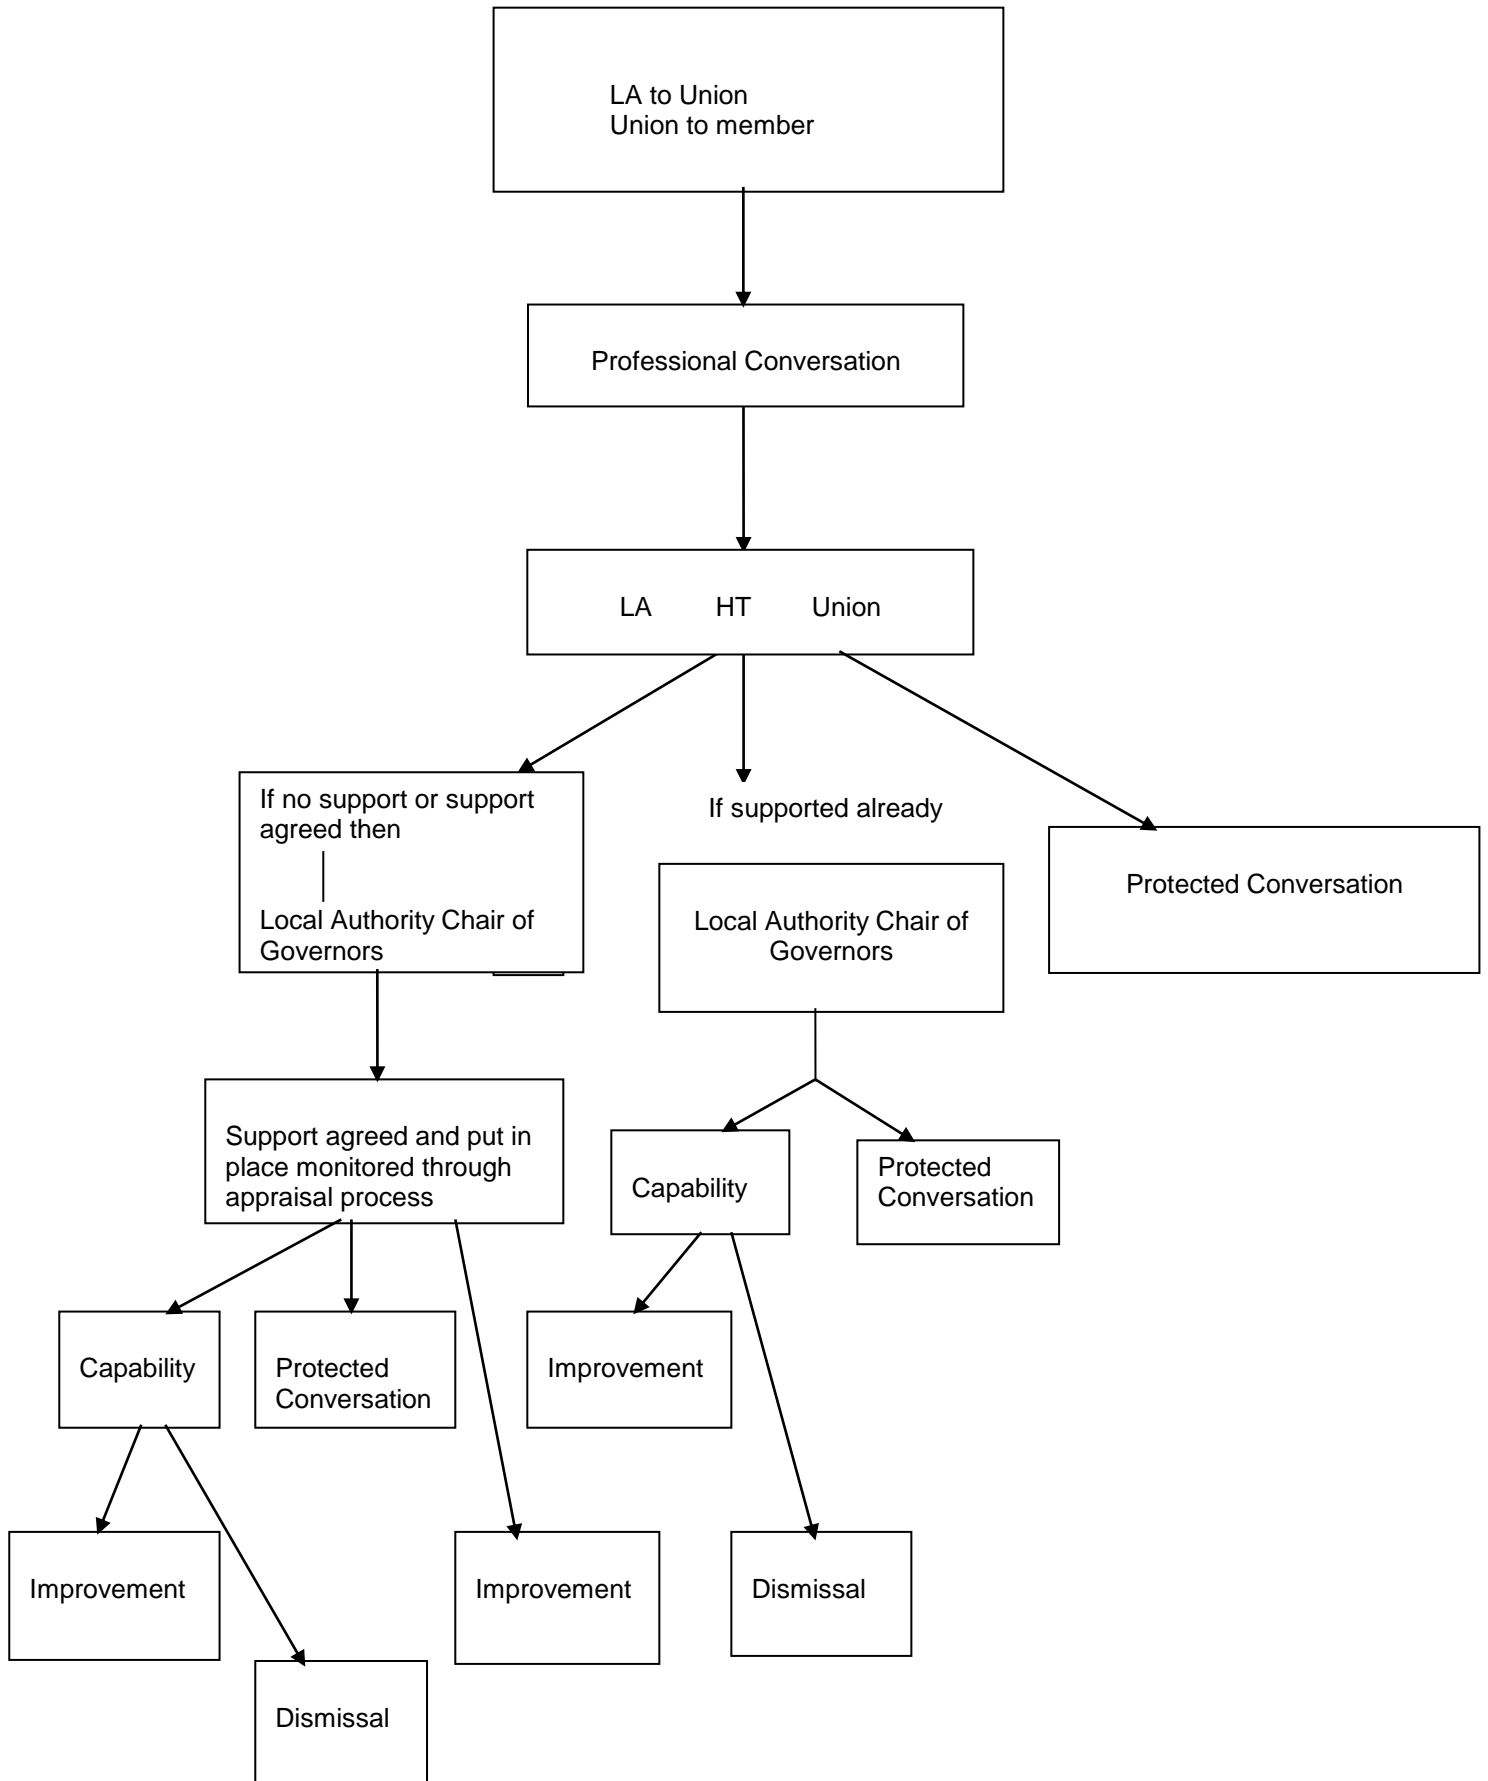 LA to Union
Union to member
Professional Conversation
LA HT Union
If no support or support
agreed then
Local Authority Chair of
Governors
If supported already
Local Authority Chair of
Governors
Protected Conversation
Support agreed and put in
place monitored through
appraisal process
Capability
Protected
Conversation
Capability
Protected
Conversation
Improvement
Improvement
Improvement
Dismissal
Dismissal